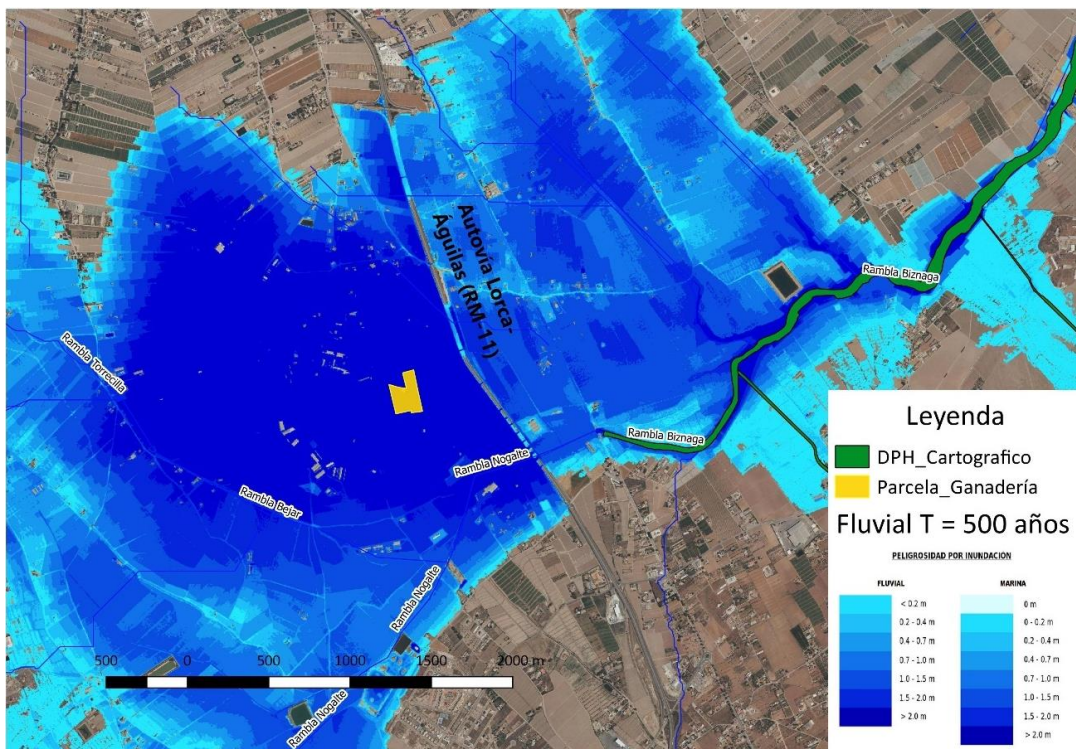 Autovía Lorca-
Águilas (RM-11)
Rambla Biznaga
Rambla Torrecilla
Rambla Biznaga
Rambla Nogalte
Rambla Bejar
Rambla Nogalte
Rambla Nogalte
500 0 500 1000 1500 2000 m
Leyenda
DPH_Cartografico
Parcela_Ganadería
Fluvial T = 500 años
PELIGROSIDAD POR INUNDACION
FLUVIAL MARINA
< 0.2 m 0 m
0.2 - 0.4 m 0 - 0.2 m
0.4 - 0.7 m 0.2 - 0.4 m
0.7 - 1.0 m 0.4 - 0.7 m
1.0 - 1.5 m 0.7 - 1.0 m
1.5 - 2.0 m 1.0 - 1.5 m
> 2.0 m 1.5 - 2.0 m
> 2.0 m